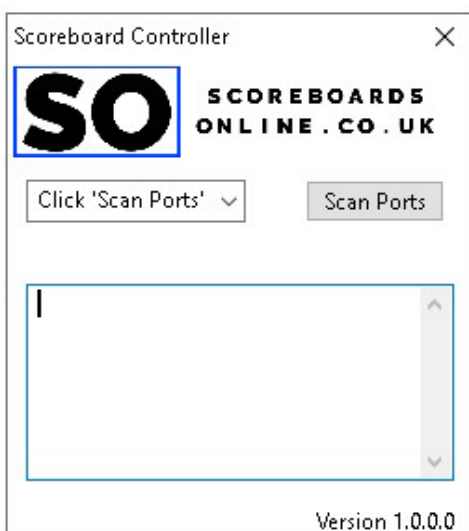 Scoreboard Controller
SO SCOREBOARDS
ONLINE.CO.UK
Click 'Scan Ports' Scan Ports
Version 1.0.0.0